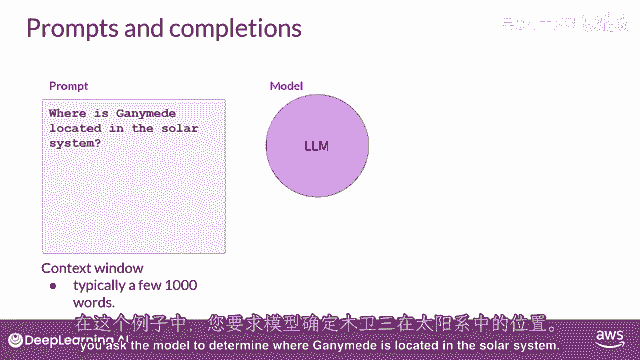 Prompts and completions
Prompt
Model
Where is Ganymede
located in the solar
system?
LLM
Context window
● typically a few 1000
words.
在这个例子中，您要求模型确定木卫三在太阳系中的位置。
you ask the model to determine where Ganymede is located in the solar system.
DeepLearning.AI
aws